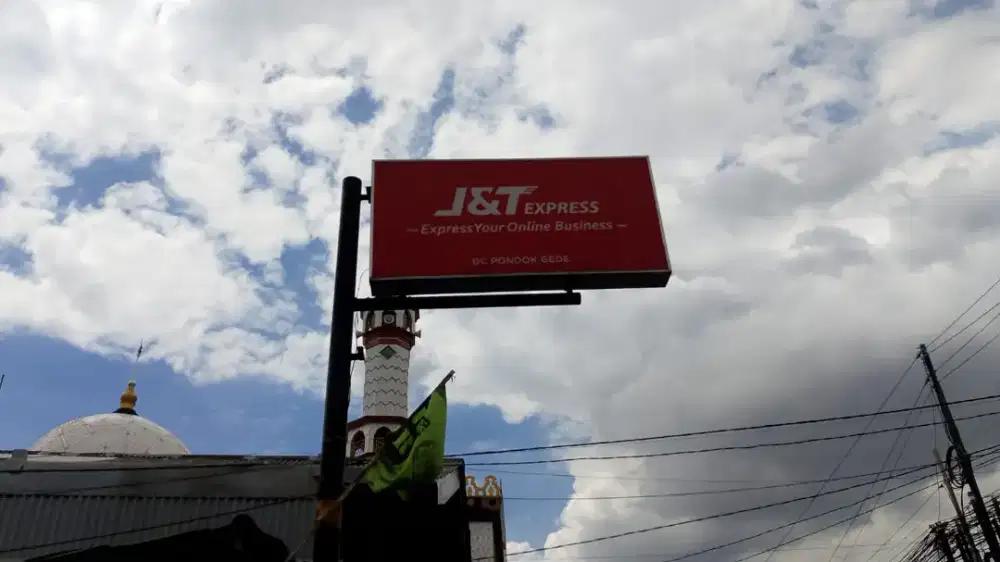 J&T EXPRESS
— Express Your Online Business —
DC PONDOK GEDE